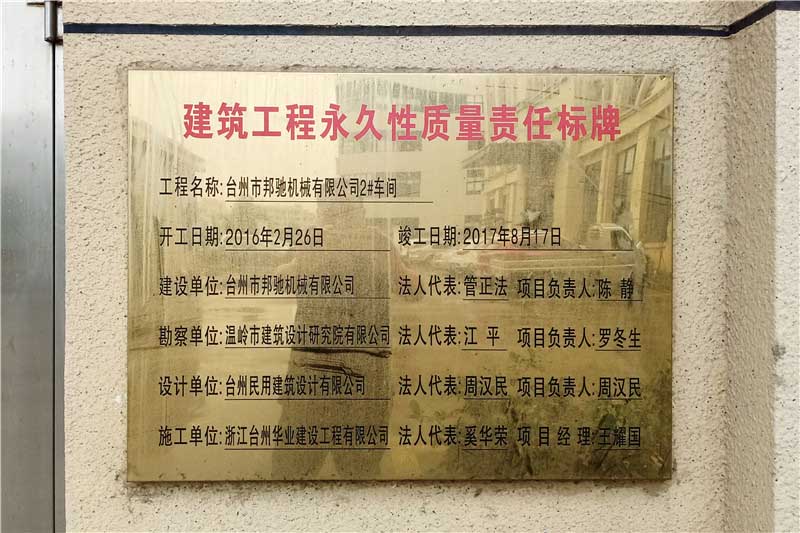 建筑工程永久性质量责任标牌
工程名称:台州市邦驰机械有限公司2#车间
开工日期:2016年2月26日 竣工日期:2017年8月17日
建设单位:台州市邦驰机械有限公司 法人代表:管正法 项目负责人:陈 静
勘察单位:温岭市建筑设计研究院有限公司 法人代表:江 平 项目负责人:罗冬生
设计单位:台州民用建筑设计有限公司 法人代表:周汉民 项目负责人:周汉民
施工单位:浙江台州华业建设工程有限公司 法人代表:奚华荣 项目经理:王耀国